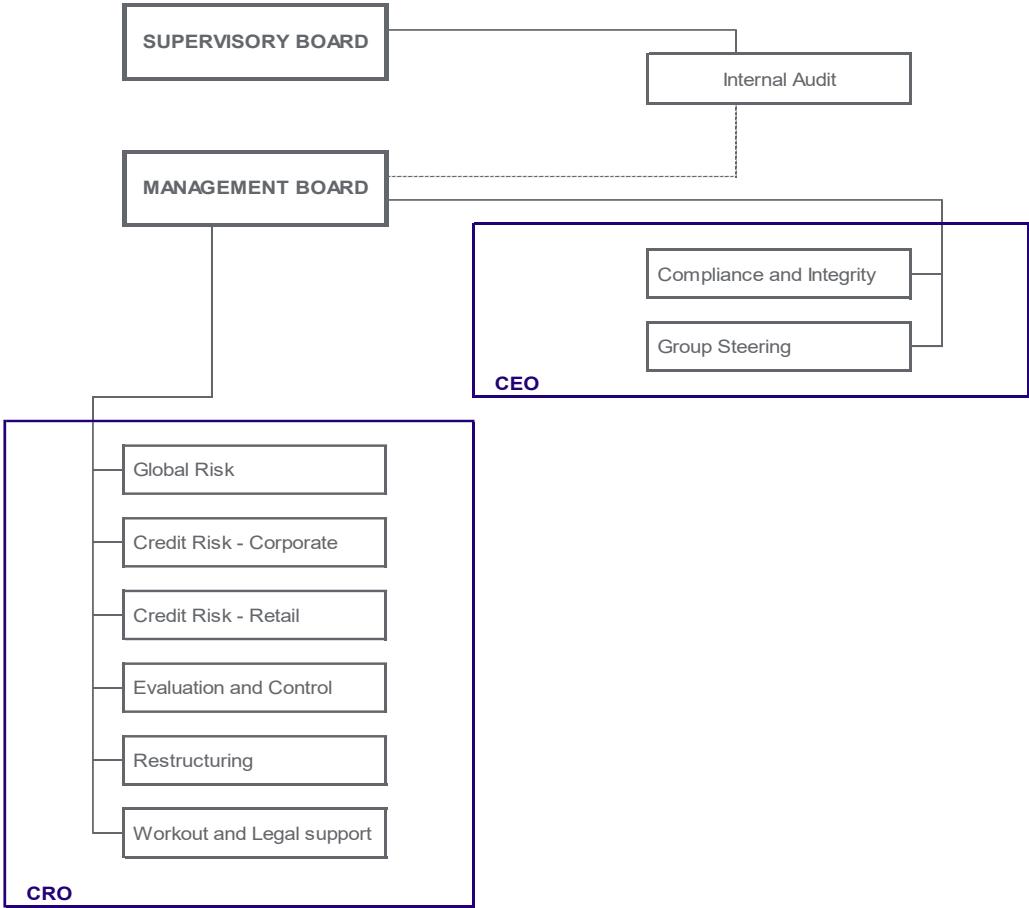 SUPERVISORY BOARD
Internal Audit
MANAGEMENT BOARD
Compliance and Integrity
Group Steering
CEO
Global Risk
Credit Risk - Corporate
Credit Risk - Retail
Evaluation and Control
Restructuring
Workout and Legal support
CRO